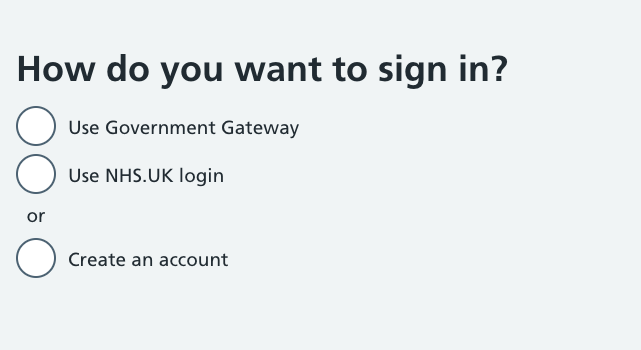 How do you want to sign in?
Use Government Gateway
Use NHS.UK login
or
Create an account